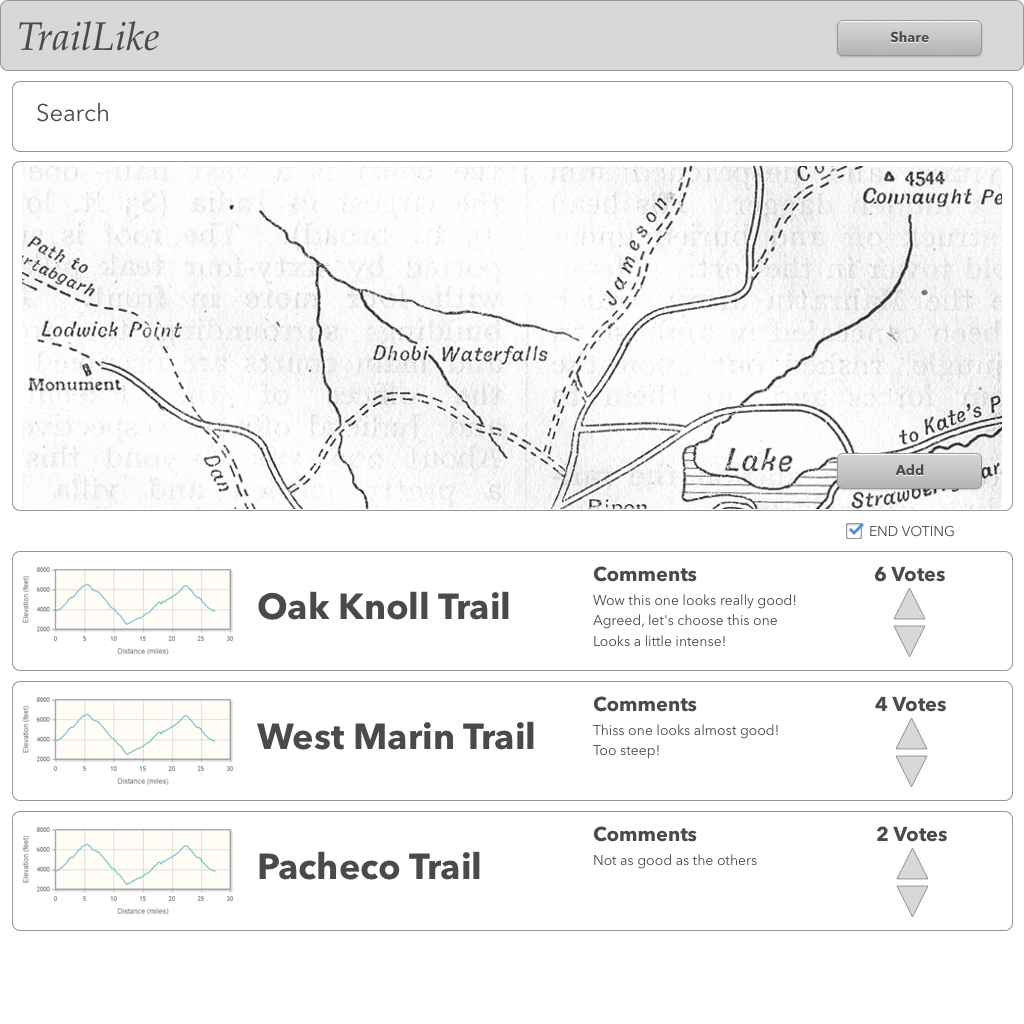 TrailLike
Share
Search
4544
Connaught Pe
Jameson
Path to
rtabgarh
Lodwick Point
Monument
Dhobi Waterfalls
Dan
Lake
to Kate's P
Add
END VOTING
Elevation (feet)
8000
6000
4000
2000
0 5 10 15 20 25 30
Distance (miles)
Oak Knoll Trail
Comments
Wow this one looks really good!
Agreed, let's choose this one
Looks a little intense!
6 Votes
Elevation (feet)
8000
6000
4000
2000
0 5 10 15 20 25 30
Distance (miles)
West Marin Trail
Comments
Thiss one looks almost good!
Too steep!
4 Votes
Elevation (feet)
8000
6000
4000
2000
0 5 10 15 20 25 30
Distance (miles)
Pacheco Trail
Comments
Not as good as the others
2 Votes